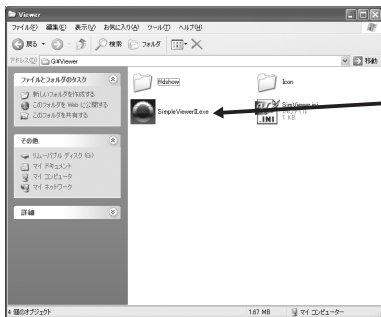 Viewer
ファイル(F) 編集(E) 表示(V) お気に入り(A) ツール(T) ヘルプ(H)
戻る 検索 フォルダ
アドレス(D) G:¥Viewer 移動
ファイルとフォルダのタスク
新しいフォルダを作成する
このフォルダを Web に公開する
このフォルダを共有する
その他
リムーバブル ディスク (G:)
マイ ドキュメント
マイ コンピュータ
マイ ネットワーク
詳細
ffdshow
Icon
SimpleViewerII.exe
SimViewer.ini
1 KB
4 個のオブジェクト 1.67 MB マイ コンピューター